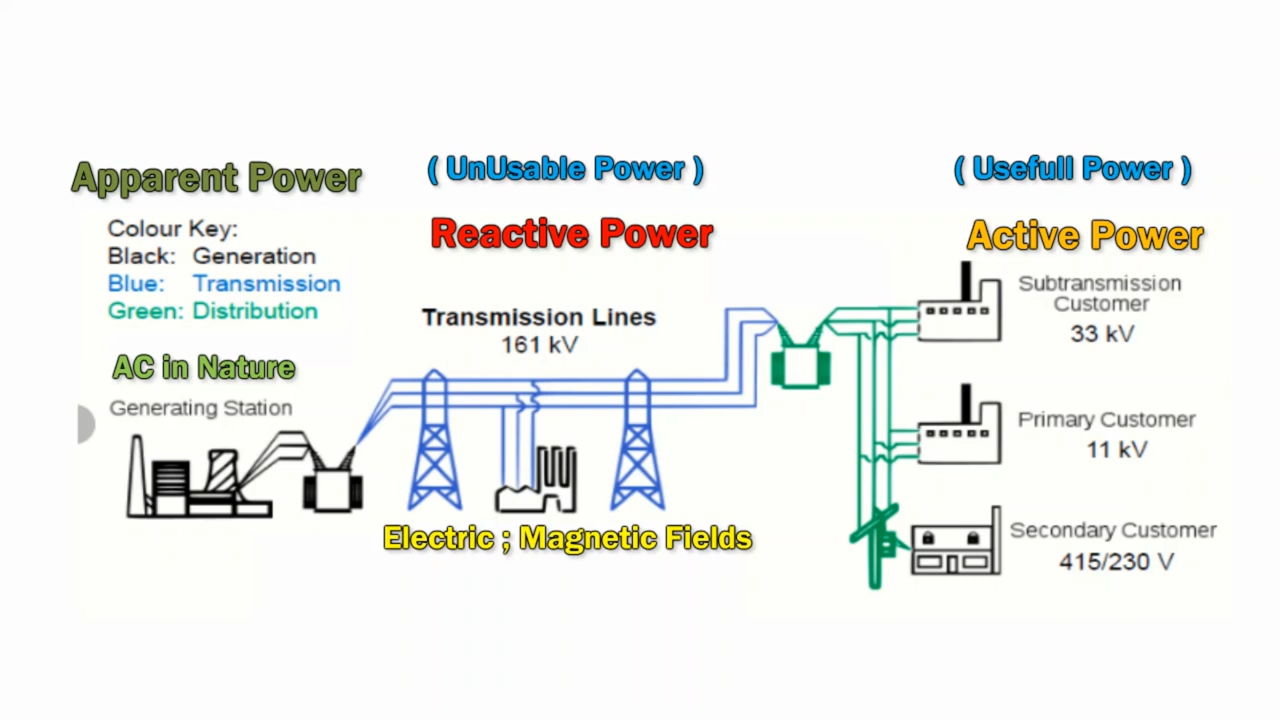 Apparent Power
( UnUsable Power )
( Usefull Power )
Reactive Power
Active Power
Colour Key:
Black: Generation
Blue: Transmission
Green: Distribution
AC in Nature
Generating Station
Transmission Lines
161 kV
Electric ; Magnetic Fields
Subtransmission
Customer
33 kV
Primary Customer
11 kV
Secondary Customer
415/230 V